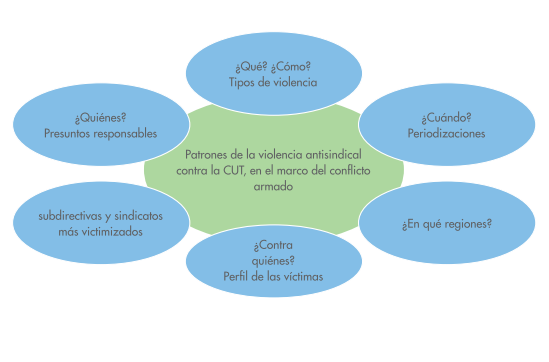 ¿Qué? ¿Cómo?
Tipos de violencia
¿Quiénes?
Presuntos responsables
¿Cuándo?
Periodizaciones
Patrones de la violencia antisindical
contra la CUT, en el marco del conflicto
armado
subdirectivas y sindicatos
más victimizados
¿En qué regiones?
¿Contra
quiénes?
Perfil de las víctimas